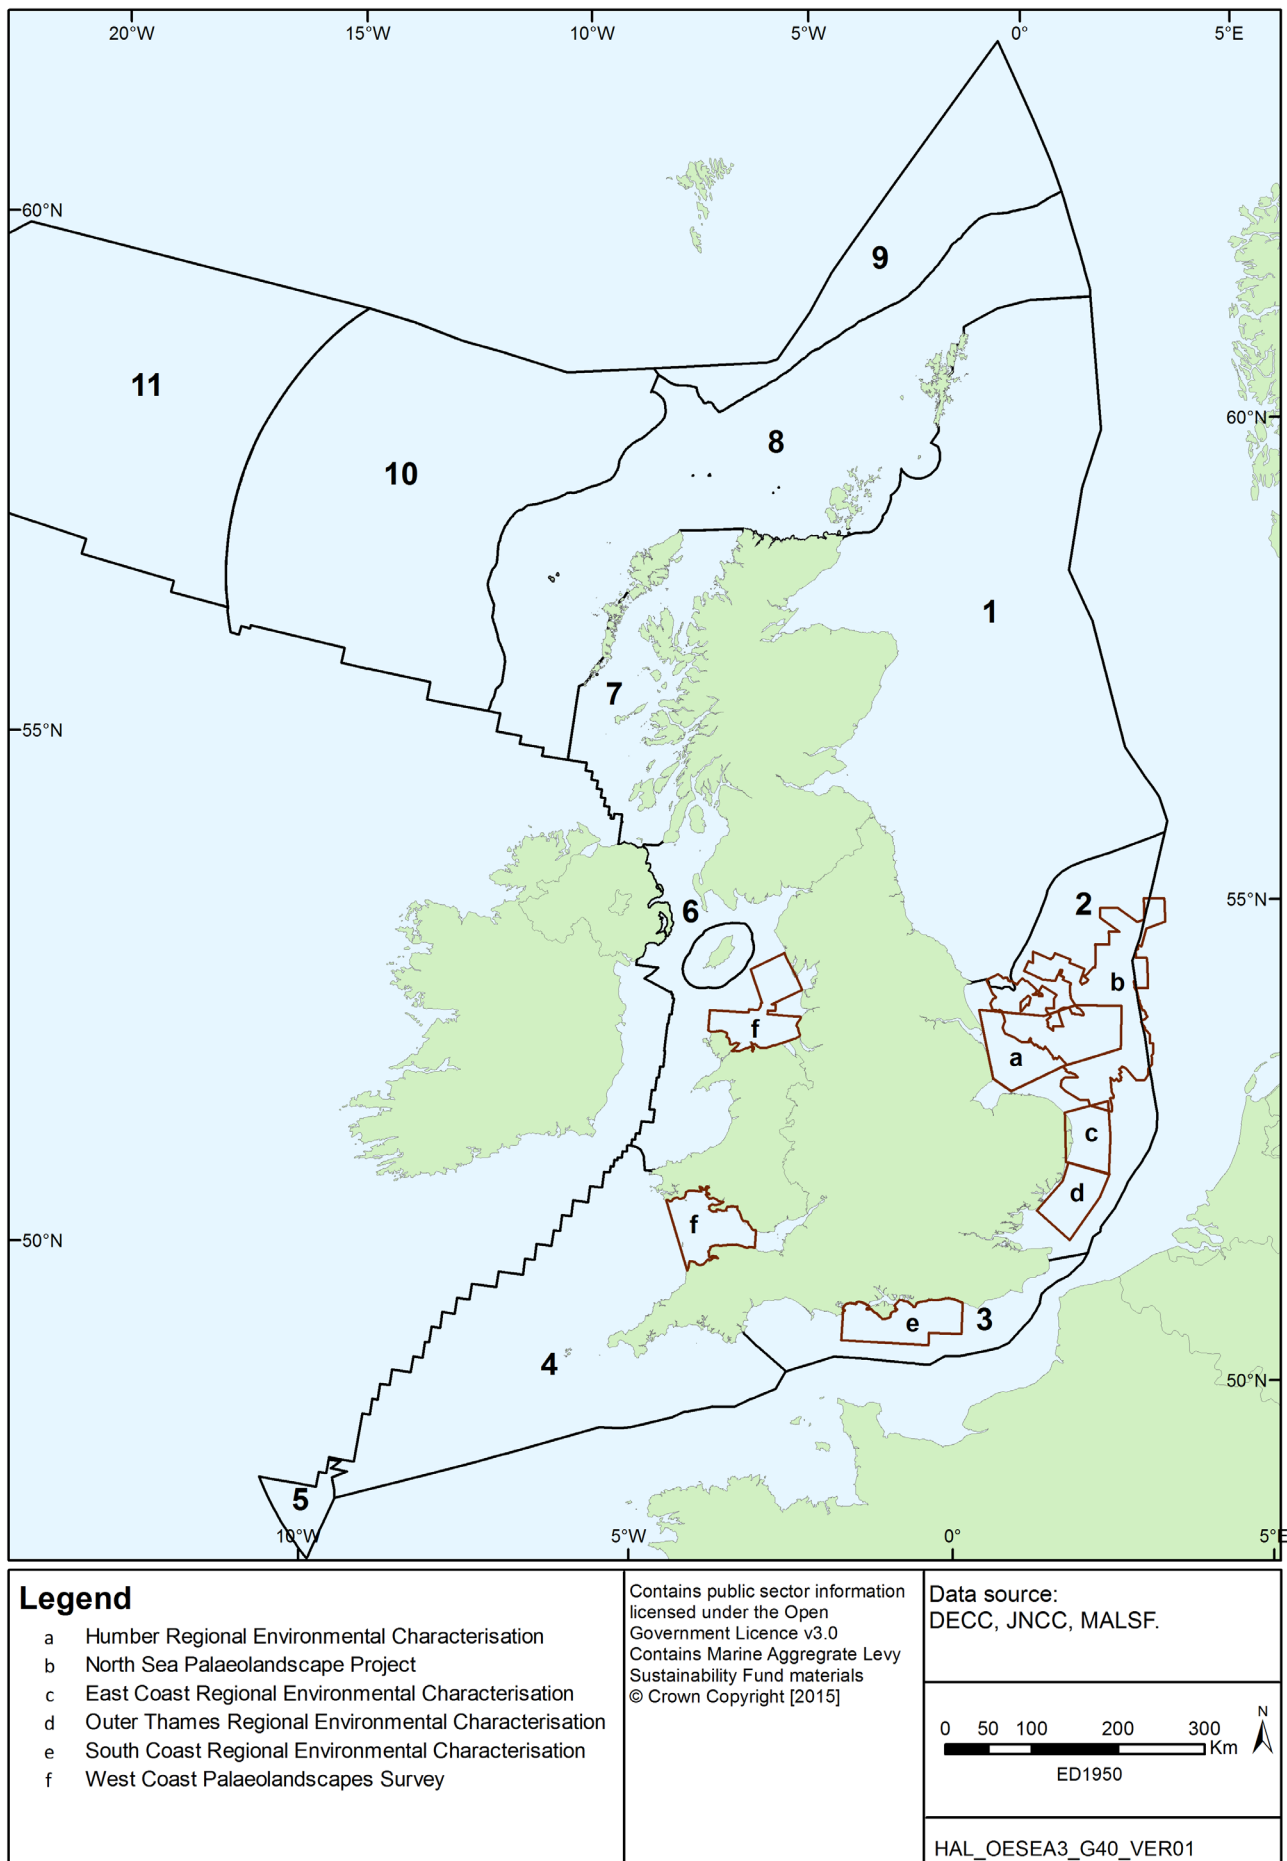 20°W 15°W 10°W 5°W 0° 5°E
60°N
9
11
60°N
8
10
1
7
55°N
55°N
2
6
b
f
a
c
d
f
50°N
3
e
4
50°N
5
10°W 5°W 0° 5°E
Legend
a Humber Regional Environmental Characterisation
b North Sea Palaeolandscape Project
c East Coast Regional Environmental Characterisation
d Outer Thames Regional Environmental Characterisation
e South Coast Regional Environmental Characterisation
f West Coast Palaeolandscapes Survey
Contains public sector information
licensed under the Open
Government Licence v3.0
Contains Marine Aggregrate Levy
Sustainability Fund materials
© Crown Copyright [2015]
Data source:
DECC, JNCC, MALSF.
N
0 50 100 200 300
Km
ED1950
HAL_OESEA3_G40_VER01